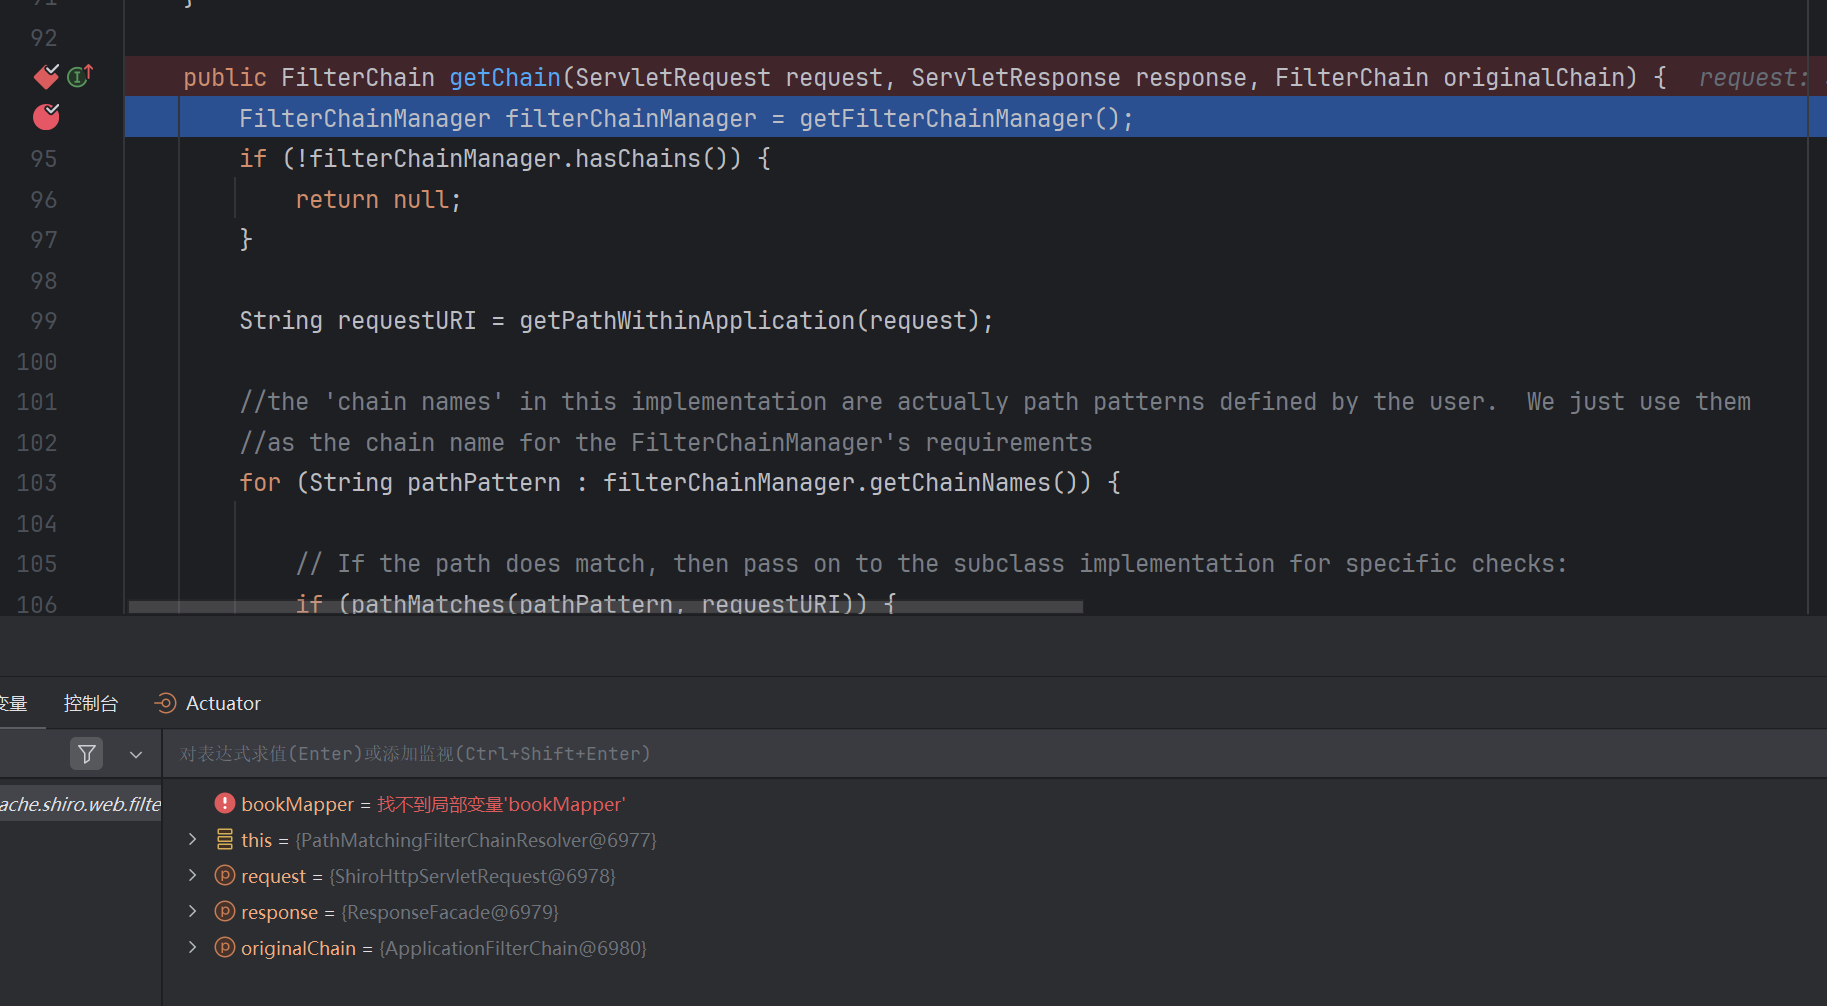 91 }
92
public FilterChain getChain(ServletRequest request, ServletResponse response, FilterChain originalChain) { request:
FilterChainManager filterChainManager = getFilterChainManager();
95 if (!filterChainManager.hasChains()) {
96 return null;
97 }
98
99 String requestURI = getPathWithinApplication(request);
100
101 //the 'chain names' in this implementation are actually path patterns defined by the user.  We just use them
102 //as the chain name for the FilterChainManager's requirements
103 for (String pathPattern : filterChainManager.getChainNames()) {
104
105 // If the path does match, then pass on to the subclass implementation for specific checks:
106 if (pathMatches(pathPattern, requestURI)) {
变量 控制台 Actuator
对表达式求值(Enter)或添加监视(Ctrl+Shift+Enter)
ache.shiro.web.filte
bookMapper = 找不到局部变量'bookMapper'
this = {PathMatchingFilterChainResolver@6977}
request = {ShiroHttpServletRequest@6978}
response = {ResponseFacade@6979}
originalChain = {ApplicationFilterChain@6980}